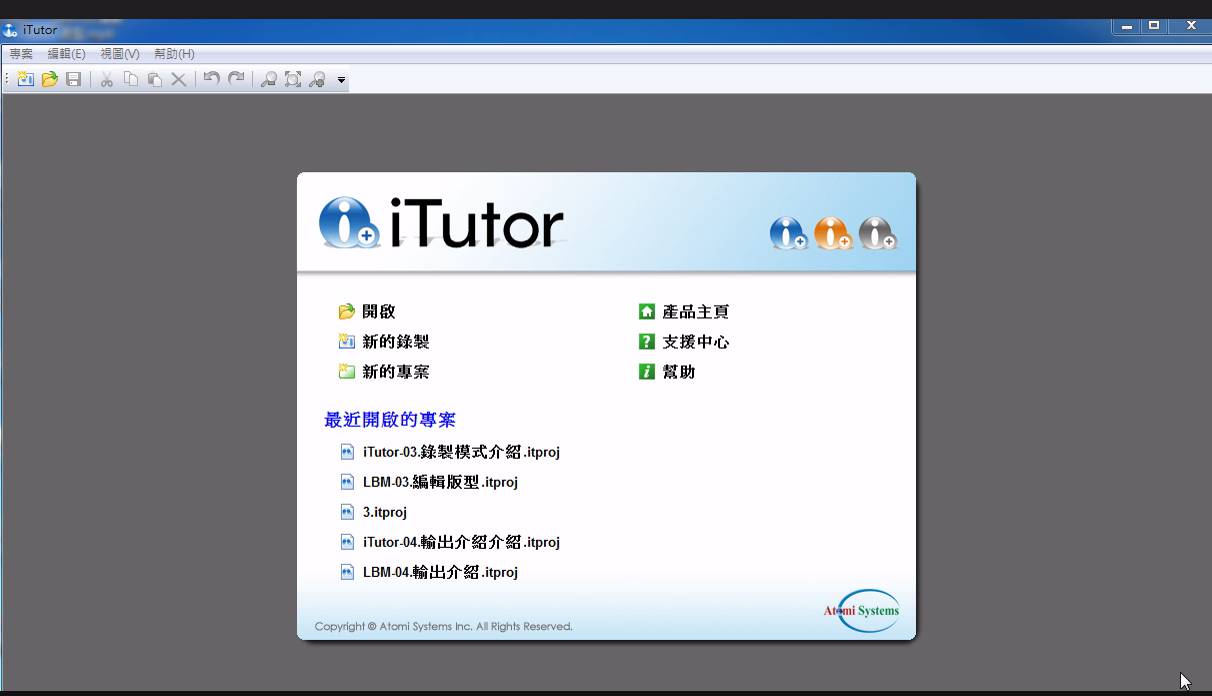 iTutor
專案 編輯(E) 視圖(V) 幫助(H)
iTutor
開啟
新的錄製
新的專案
產品主頁
支援中心
幫助
最近開啟的專案
iTutor-03.錄製模式介紹.itproj
LBM-03.編輯版型.itproj
3.itproj
iTutor-04.輸出介紹介紹.itproj
LBM-04.輸出介紹.itproj
Atomi Systems
Copyright © Atomi Systems Inc. All Rights Reserved.